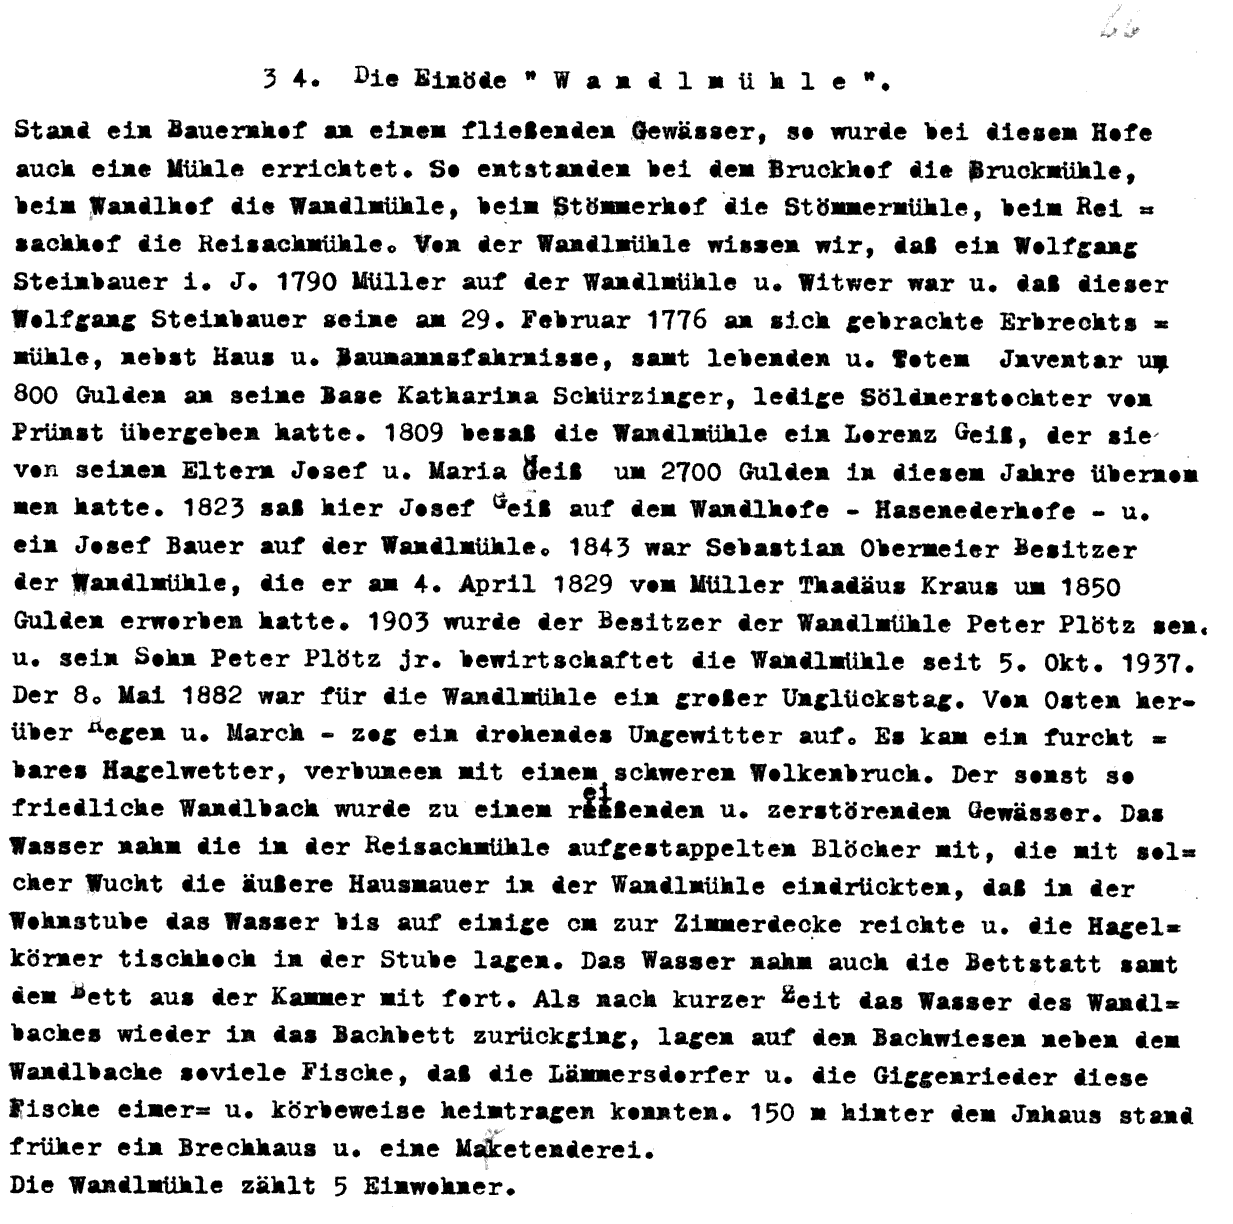 66
34. Die Einöde "Wandlmühle".
Stand ein Bauernhof an einem fließenden Gewässer, so wurde bei diesem Hofe
auch eine Mühle errichtet. So entstanden bei dem Bruckhof die Bruckmühle,
beim Wandlhof die Wandlmühle, beim Stömmerhof die Stömmermühle, beim Rei =
sachhof die Reisachmühle. Von der Wandlmühle wissen wir, daß ein Wolfgang
Steinbauer i. J. 1790 Müller auf der Wandlmühle u. Witwer war u. daß dieser
Wolfgang Steinbauer seine am 29. Februar 1776 an sich gebrachte Erbrechts =
mühle, nebst Haus u. Baumannsfahrnisse, samt lebenden u. Totem Jnventar um
800 Gulden an seine Base Katharina Schürzinger, ledige Söldnerstochter von
Prünst übergeben hatte. 1809 besaß die Wandlmühle ein Lorenz Geiß, der sie
von seinen Eltern Josef u. Maria Geiß um 2700 Gulden in diesem Jahre übernom
men hatte. 1823 saß hier Josef Geiß auf dem Wandlhofe - Hasenederhofe - u.
ein Josef Bauer auf der Wandlmühle. 1843 war Sebastian Obermeier Besitzer
der Wandlmühle, die er am 4. April 1829 vom Müller Thadäus Kraus um 1850
Gulden erworben hatte. 1903 wurde der Besitzer der Wandlmühle Peter Plötz sen.
u. sein Sohn Peter Plötz jr. bewirtschaftet die Wandlmühle seit 5. Okt. 1937.
Der 8. Mai 1882 war für die Wandlmühle ein großer Unglückstag. Von Osten her-
über Regen u. March - zog ein drohendes Ungewitter auf. Es kam ein furcht =
bares Hagelwetter, verbuneen mit einem schweren Wolkenbruch. Der sonst so
friedliche Wandlbach wurde zu einem reißenden u. zerstörenden Gewässer. Das
Wasser nahm die in der Reisachmühle aufgestappelten Blöcher mit, die mit sol=
cher Wucht die äußere Hausmauer in der Wandlmühle eindrückten, daß in der
Wohnstube das Wasser bis auf einige cm zur Zimmerdecke reichte u. die Hagel=
körner tischhoch in der Stube lagen. Das Wasser nahm auch die Bettstatt samt
dem Bett aus der Kammer mit fort. Als nach kurzer Zeit das Wasser des Wandl=
baches wieder in das Bachbett zurückging, lagen auf den Bachwiesen neben dem
Wandlbache soviele Fische, daß die Lämmersdorfer u. die Giggenrieder diese
Fische eimer= u. körbeweise heimtragen konnten. 150 m hinter dem Jnhaus stand
früher ein Brechhaus u. eine Maketenderei.
Die Wandlmühle zählt 5 Einwohner.